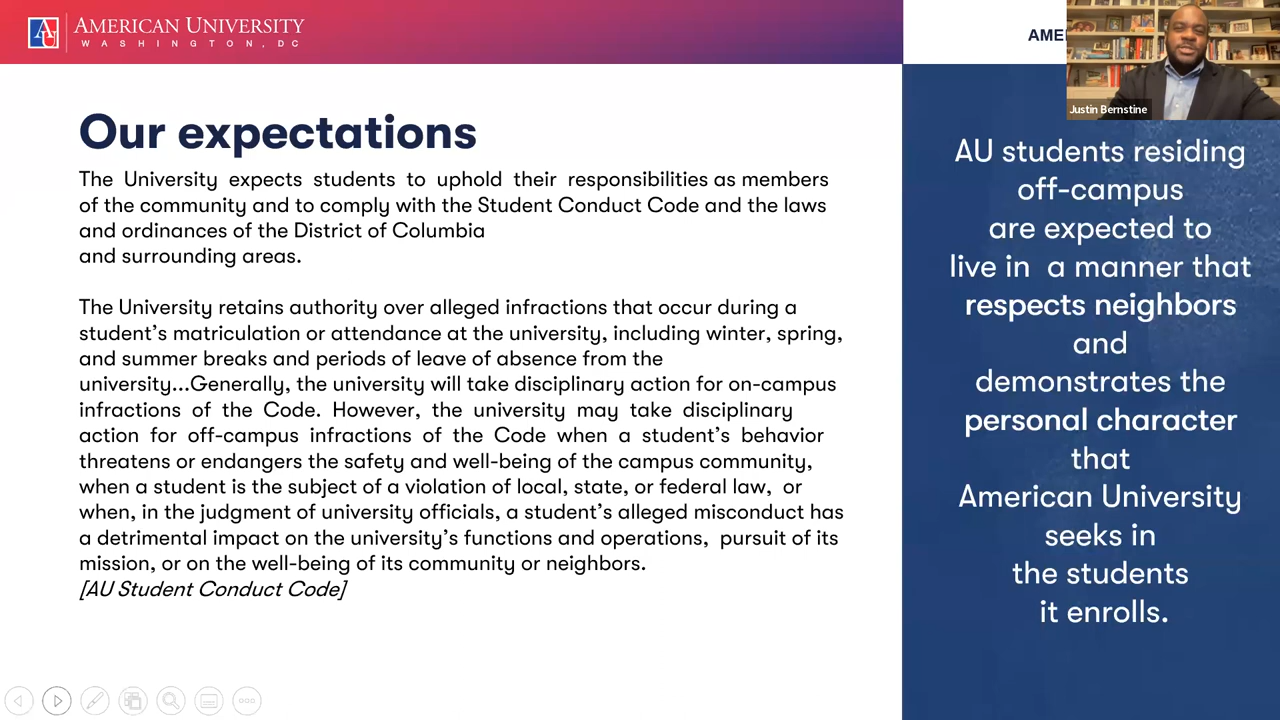 AU
AMERICAN UNIVERSITY
WASHINGTON, DC
AME
Justin Bernstine
Our expectations
The University expects students to uphold their responsibilities as members
of the community and to comply with the Student Conduct Code and the laws
and ordinances of the District of Columbia
and surrounding areas.
The University retains authority over alleged infractions that occur during a
student’s matriculation or attendance at the university, including winter, spring,
and summer breaks and periods of leave of absence from the
university...Generally, the university will take disciplinary action for on-campus
infractions of the Code. However, the university may take disciplinary
action for off-campus infractions of the Code when a student’s behavior
threatens or endangers the safety and well-being of the campus community,
when a student is the subject of a violation of local, state, or federal law, or
when, in the judgment of university officials, a student’s alleged misconduct has
a detrimental impact on the university’s functions and operations, pursuit of its
mission, or on the well-being of its community or neighbors.
[AU Student Conduct Code]
AU students residing
off-campus
are expected to
live in a manner that
respects neighbors
and
demonstrates the
personal character
that
American University
seeks in
the students
it enrolls.